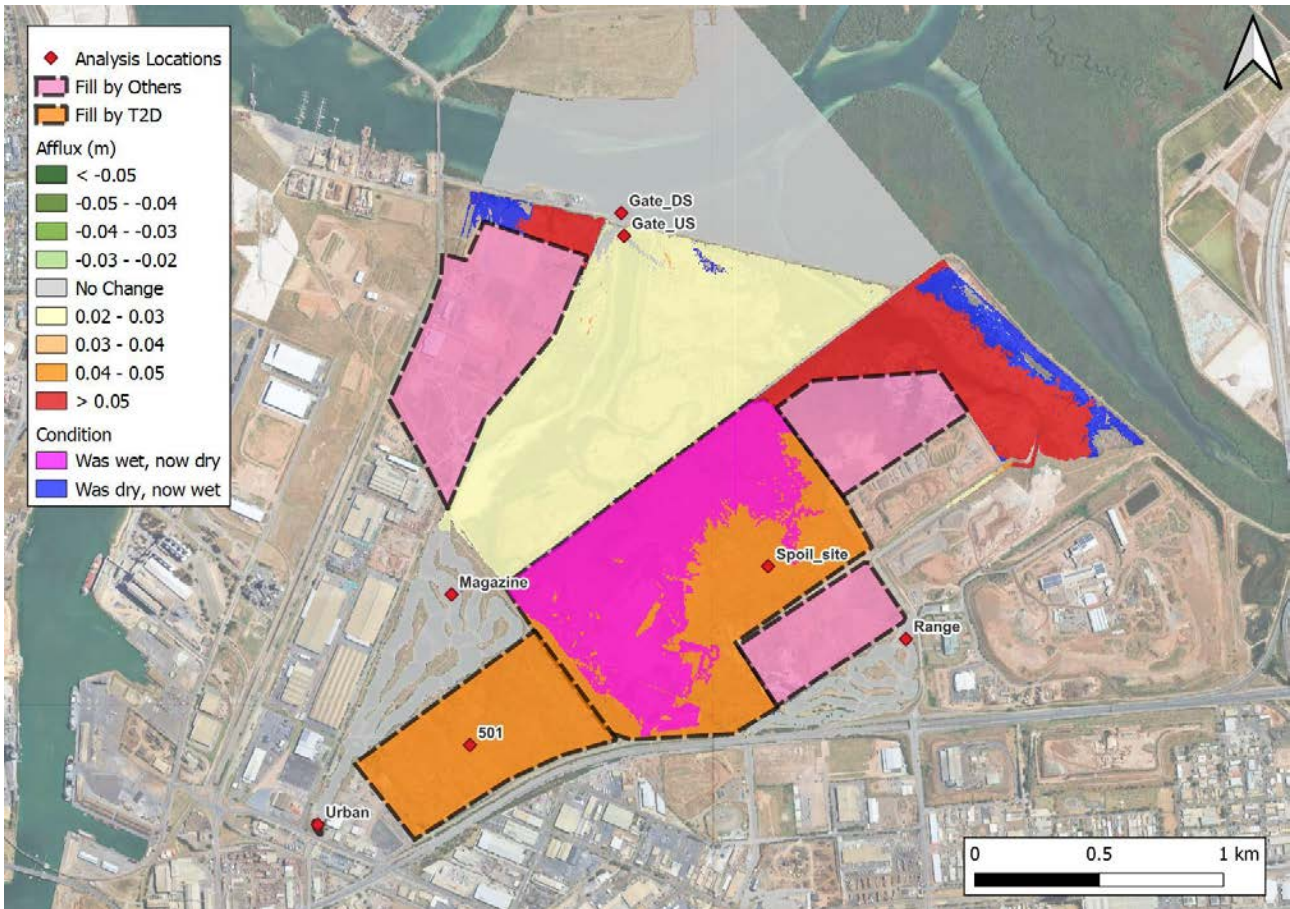 Analysis Locations
Fill by Others
Fill by T2D
Afflux (m)
< -0.05
-0.05 - -0.04
-0.04 - -0.03
-0.03 - -0.02
No Change
0.02 - 0.03
0.03 - 0.04
0.04 - 0.05
> 0.05
Condition
Was wet, now dry
Was dry, now wet
Gate_DS
Gate_US
Spoil_site
Magazine
Range
501
Urban
0 0.5 1 km